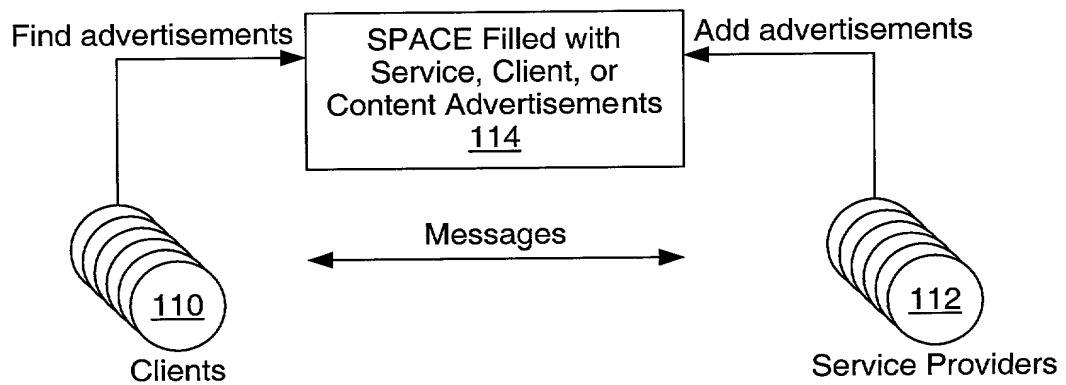 Find advertisements
SPACE Filled with
Service, Client, or
Content Advertisements
114
Add advertisements
Messages
110
Clients
112
Service Providers